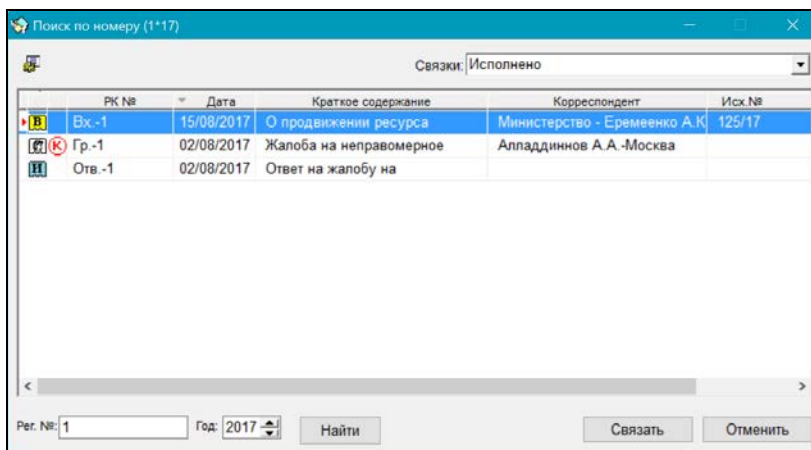 Поиск по номеру (1*17)
Связки: Исполнено
РК № Дата Краткое содержание Корреспондент Исх.№
В Вх.-1 15/08/2017 О продвижении ресурса Министерство - Еремеенко А.К 125/17
К Гр.-1 02/08/2017 Жалоба на неправомерное Алладдиннов А.А.-Москва
И Отв.-1 02/08/2017 Ответ на жалобу на
Рег. №: 1 Год: 2017 Найти Связать Отменить